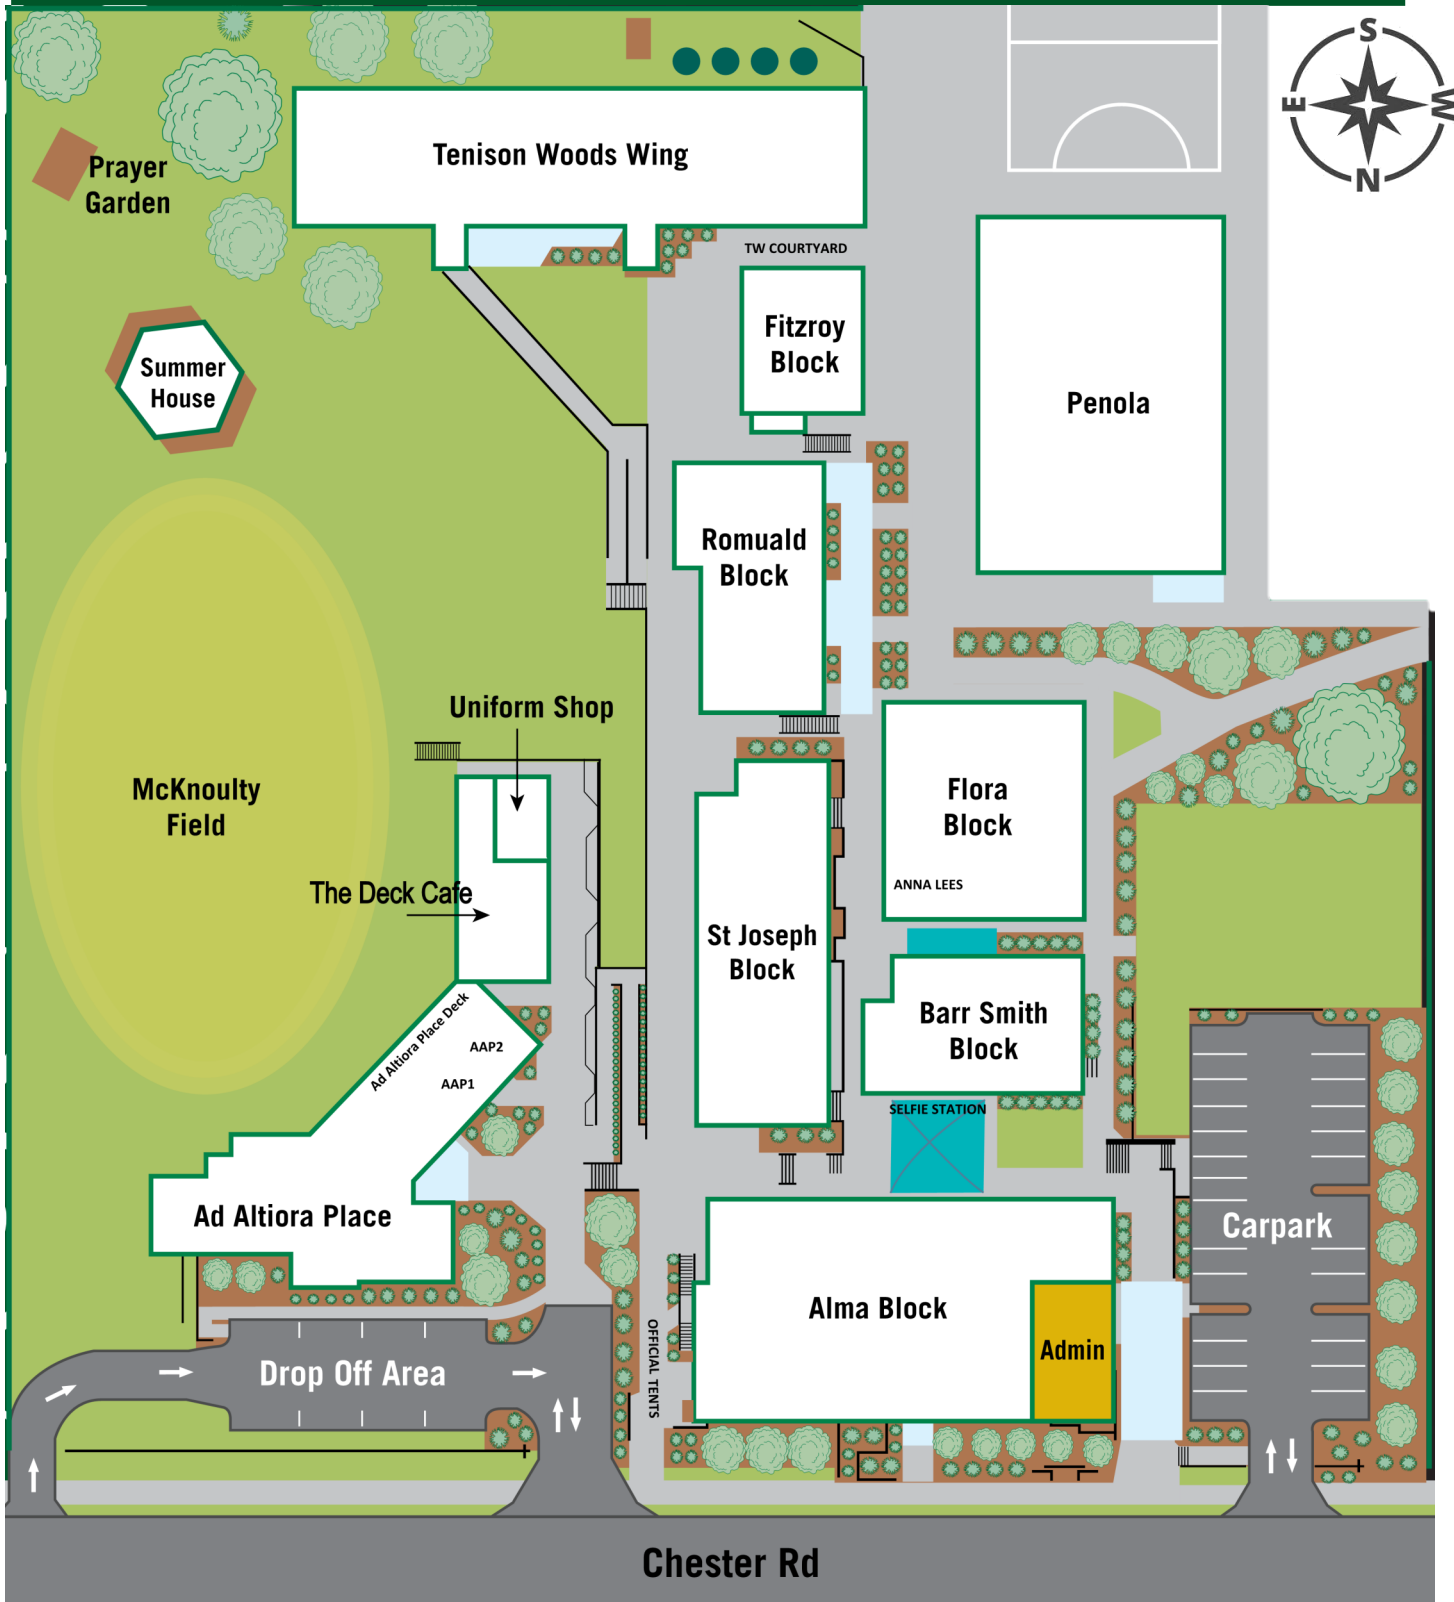 S
E
W
N
Tenison Woods Wing
Prayer
Garden
TW COURTYARD
Fitzroy
Block
Summer
House
Penola
Romuald
Block
Uniform Shop
McKnoulty
Field
Flora
Block
The Deck Cafe
ANNA LEES
St Joseph
Block
Ad Altiora Place Deck
Barr Smith
Block
AAP2
AAP1
SELFIE STATION
Ad Altiora Place
Carpark
Alma Block
OFFICIAL TENTS
Admin
Drop Off Area
Chester Rd